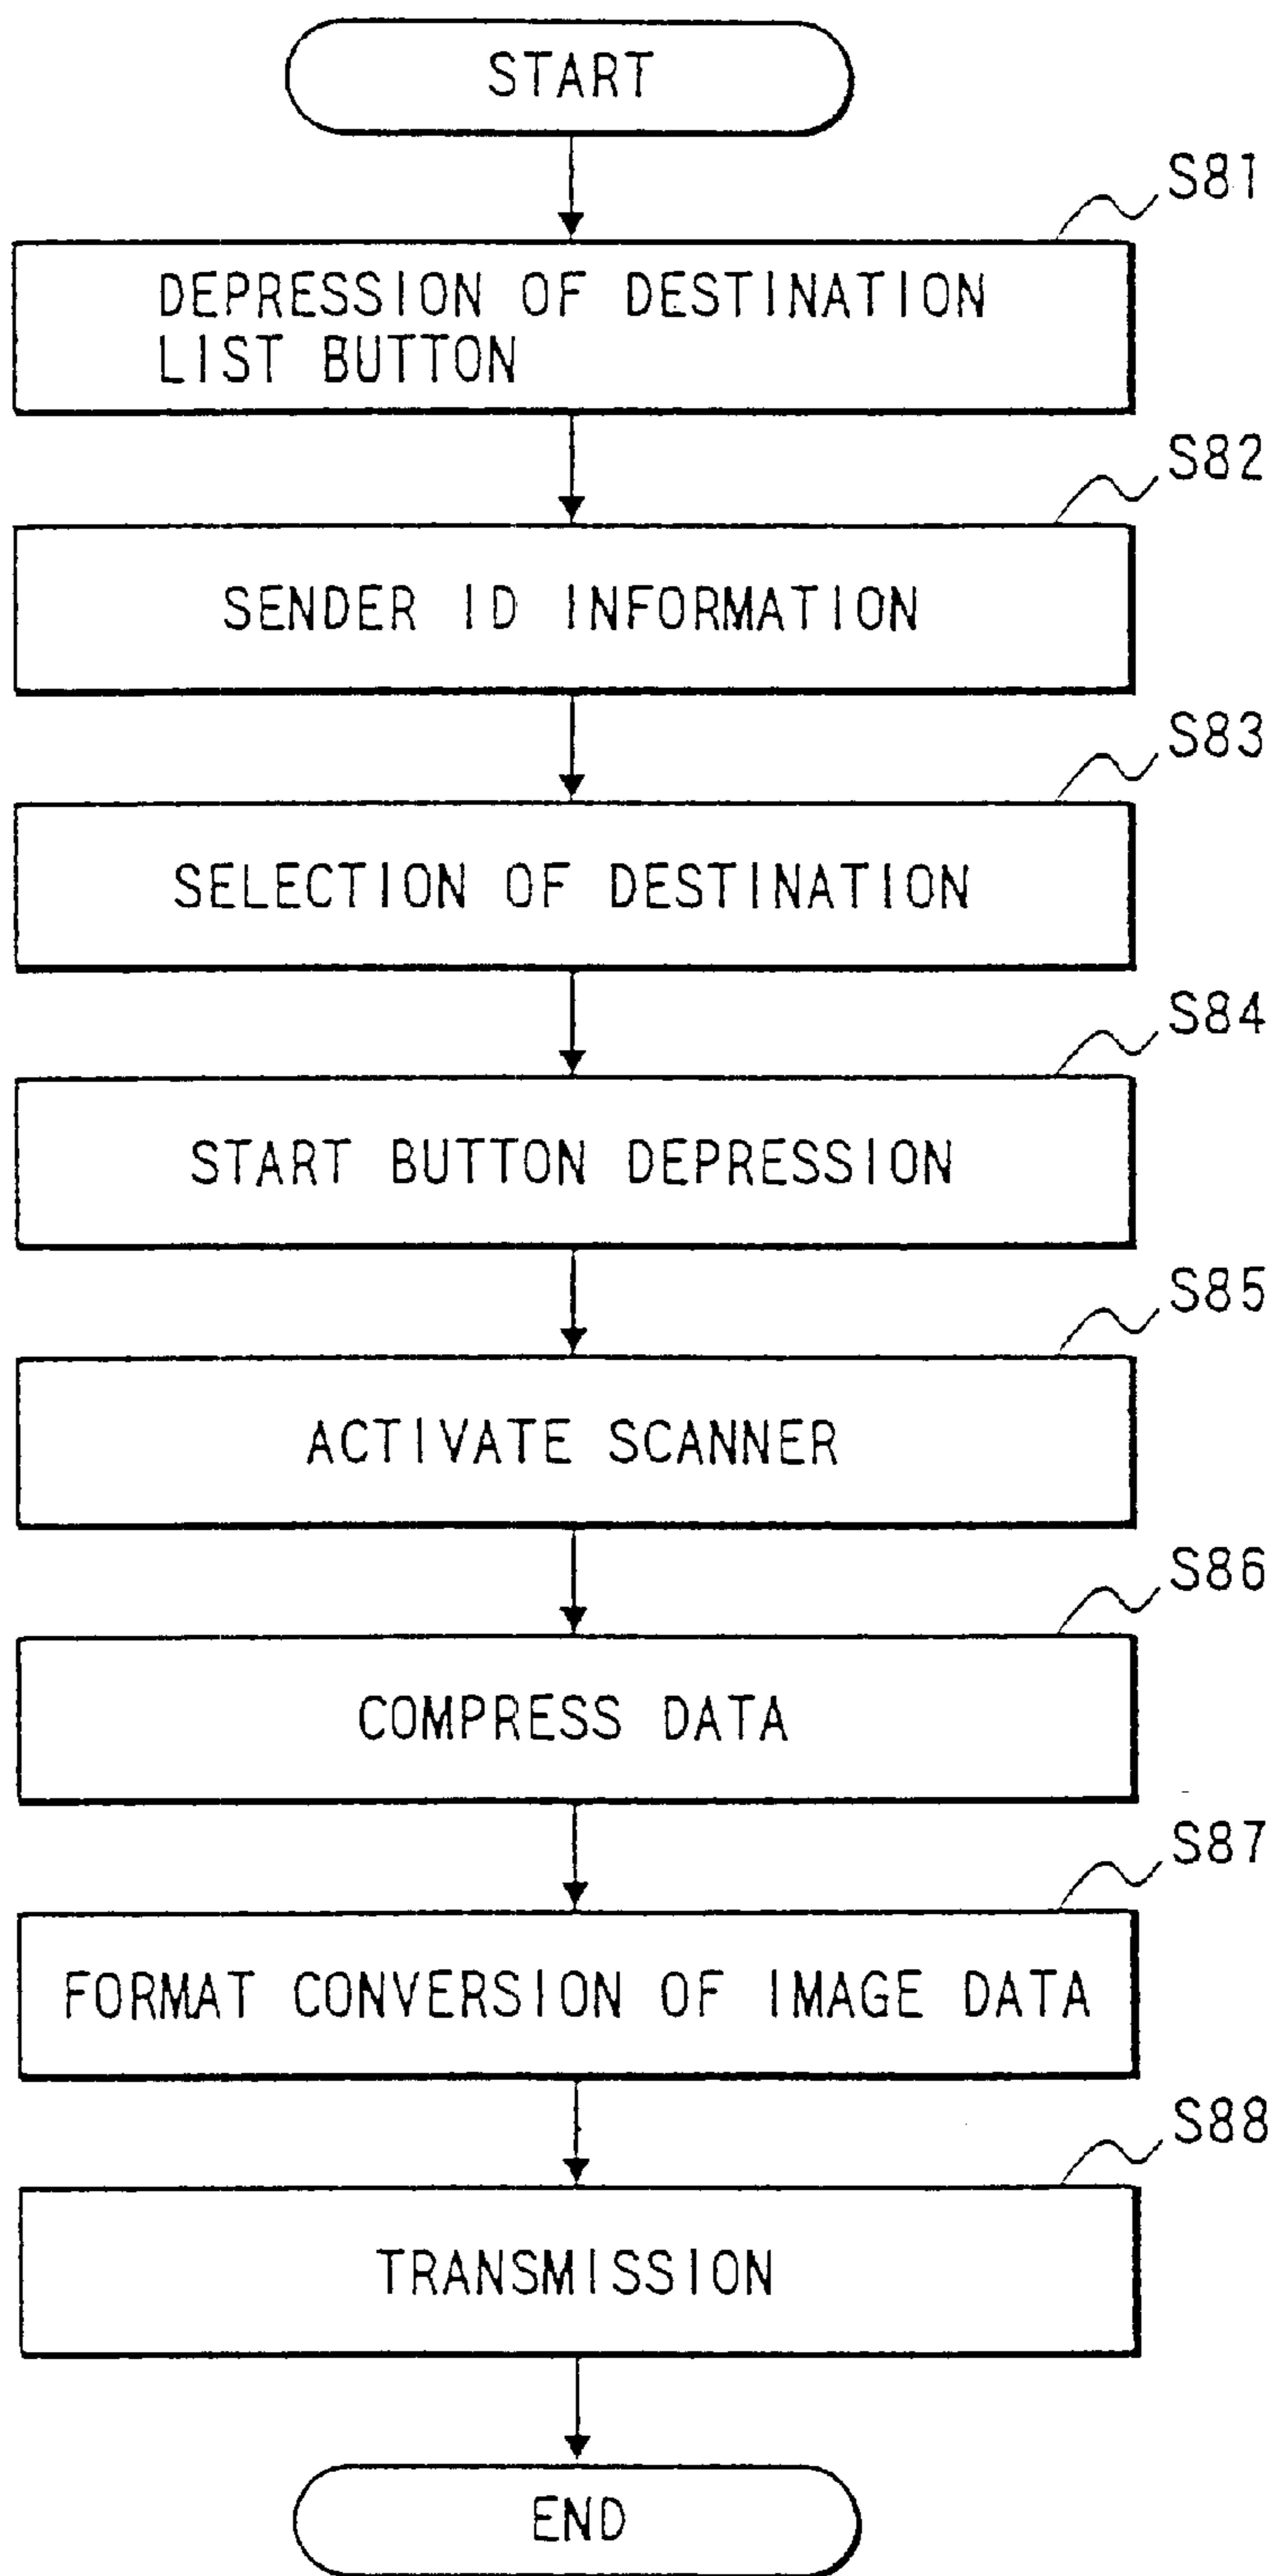 START
S81
DEPRESSION OF DESTINATION
LIST BUTTON
S82
SENDER ID INFORMATION
S83
SELECTION OF DESTINATION
S84
START BUTTON DEPRESSION
S85
ACTIVATE SCANNER
S86
COMPRESS DATA
S87
FORMAT CONVERSION OF IMAGE DATA
S88
TRANSMISSION
END